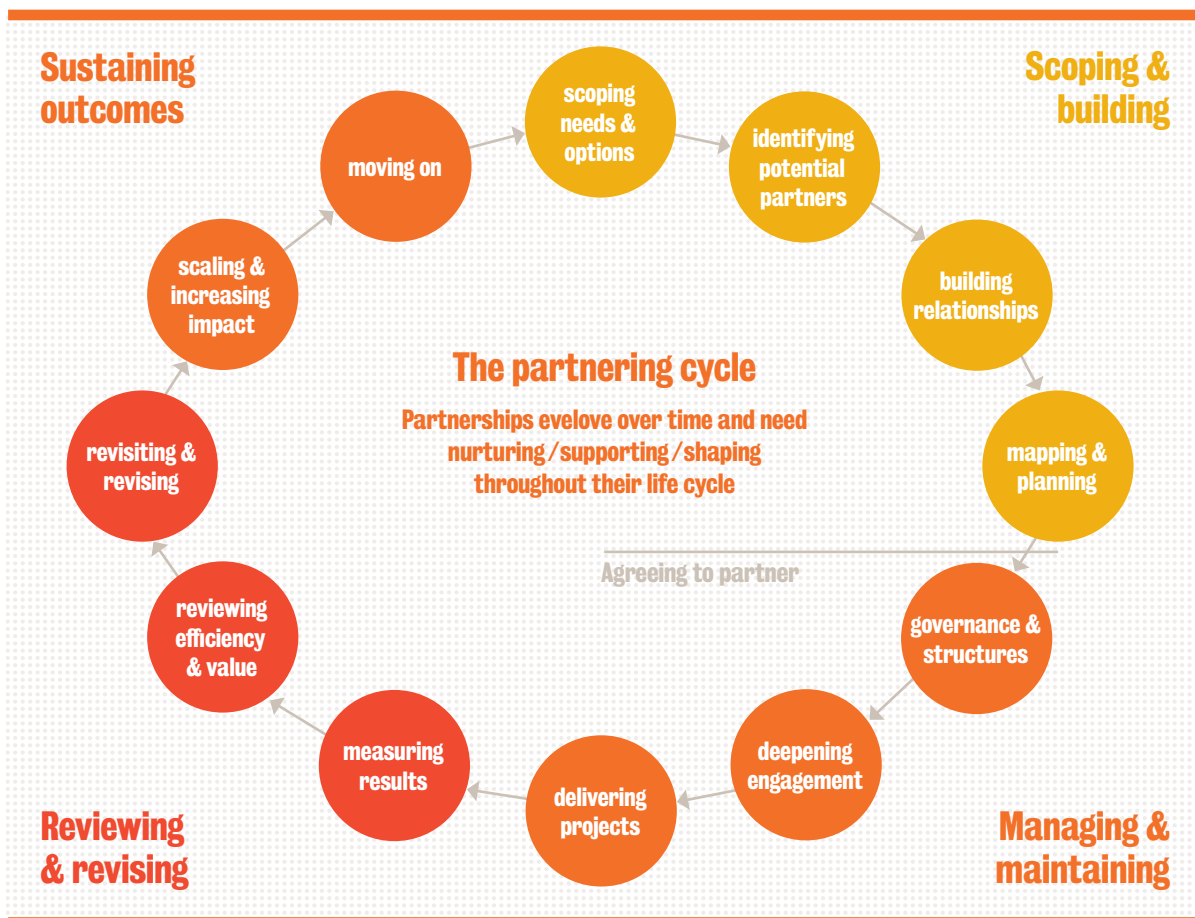 Sustaining
outcomes
Scoping &
building
scoping
needs &
options
identifying
potential
partners
building
relationships
mapping &
planning
governance &
structures
deepening
engagement
delivering
projects
measuring
results
reviewing
efficiency
& value
revisiting &
revising
scaling &
increasing
impact
moving on
The partnering cycle
Partnerships evelove over time and need
nurturing/supporting/shaping
throughout their life cycle
Agreeing to partner
Reviewing
& revising
Managing &
maintaining